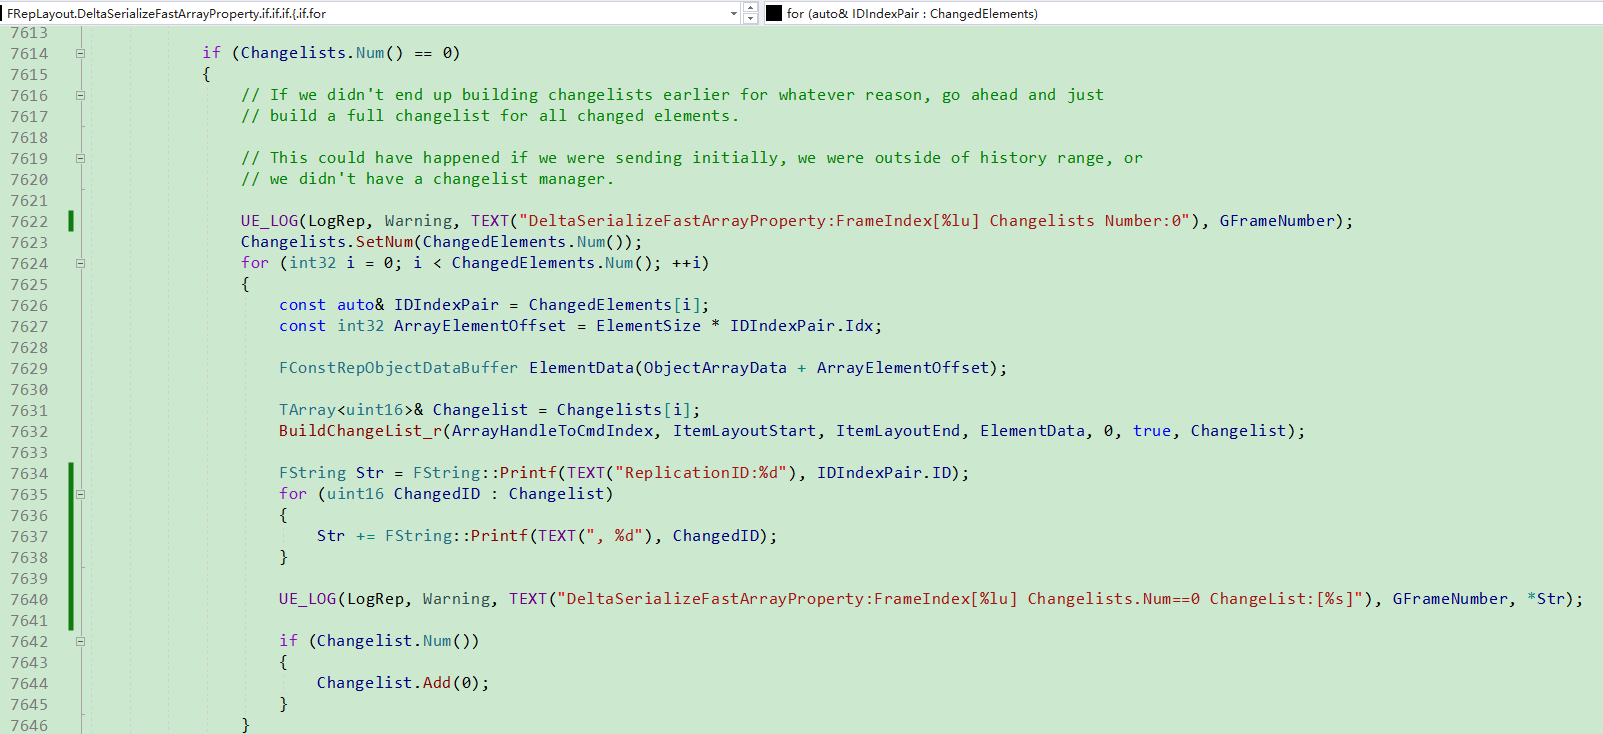 FRepLayout.DeltaSerializeFastArrayProperty.if.if.if.{.if.for
for (auto& IDIndexPair : ChangedElements)
7613
7614 if (Changelists.Num() == 0)
7615 {
7616 // If we didn't end up building changelists earlier for whatever reason, go ahead and just
7617 // build a full changelist for all changed elements.
7618
7619 // This could have happened if we were sending initially, we were outside of history range, or
7620 // we didn't have a changelist manager.
7621
7622 UE_LOG(LogRep, Warning, TEXT("DeltaSerializeFastArrayProperty:FrameIndex[%lu] Changelists Number:0"), GFrameNumber);
7623 Changelists.SetNum(ChangedElements.Num());
7624 for (int32 i = 0; i < ChangedElements.Num(); ++i)
7625 {
7626 const auto& IDIndexPair = ChangedElements[i];
7627 const int32 ArrayElementOffset = ElementSize * IDIndexPair.Idx;
7628
7629 FConstRepObjectDataBuffer ElementData(ObjectArrayData + ArrayElementOffset);
7630
7631 TArray<uint16>& Changelist = Changelists[i];
7632 BuildChangeList_r(ArrayHandleToCmdIndex, ItemLayoutStart, ItemLayoutEnd, ElementData, 0, true, Changelist);
7633
7634 FString Str = FString::Printf(TEXT("ReplicationID:%d"), IDIndexPair.ID);
7635 for (uint16 ChangedID : Changelist)
7636 {
7637 Str += FString::Printf(TEXT(", %d"), ChangedID);
7638 }
7639
7640 UE_LOG(LogRep, Warning, TEXT("DeltaSerializeFastArrayProperty:FrameIndex[%lu] Changelists.Num==0 ChangeList:[%s]"), GFrameNumber, *Str);
7641
7642 if (Changelist.Num())
7643 {
7644 Changelist.Add(0);
7645 }
7646 }